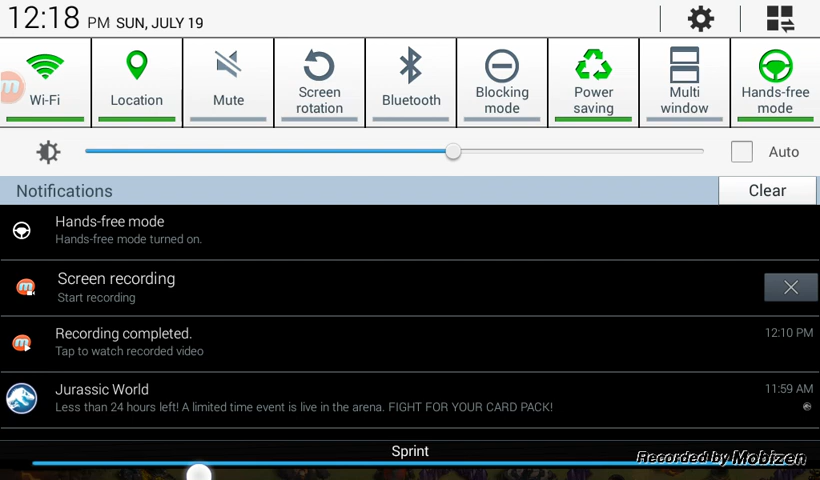 12:18 PM SUN, JULY 19
Wi-Fi
Location
Mute
Screen
rotation
Bluetooth
Blocking
mode
Power
saving
Multi
window
Hands-free
mode
Auto
Notifications
Clear
Hands-free mode
Hands-free mode turned on.
Screen recording
Start recording
Recording completed.
12:10 PM
Tap to watch recorded video
Jurassic World
11:59 AM
Less than 24 hours left! A limited time event is live in the arena. FIGHT FOR YOUR CARD PACK!
Sprint
Recorded by Mobizen